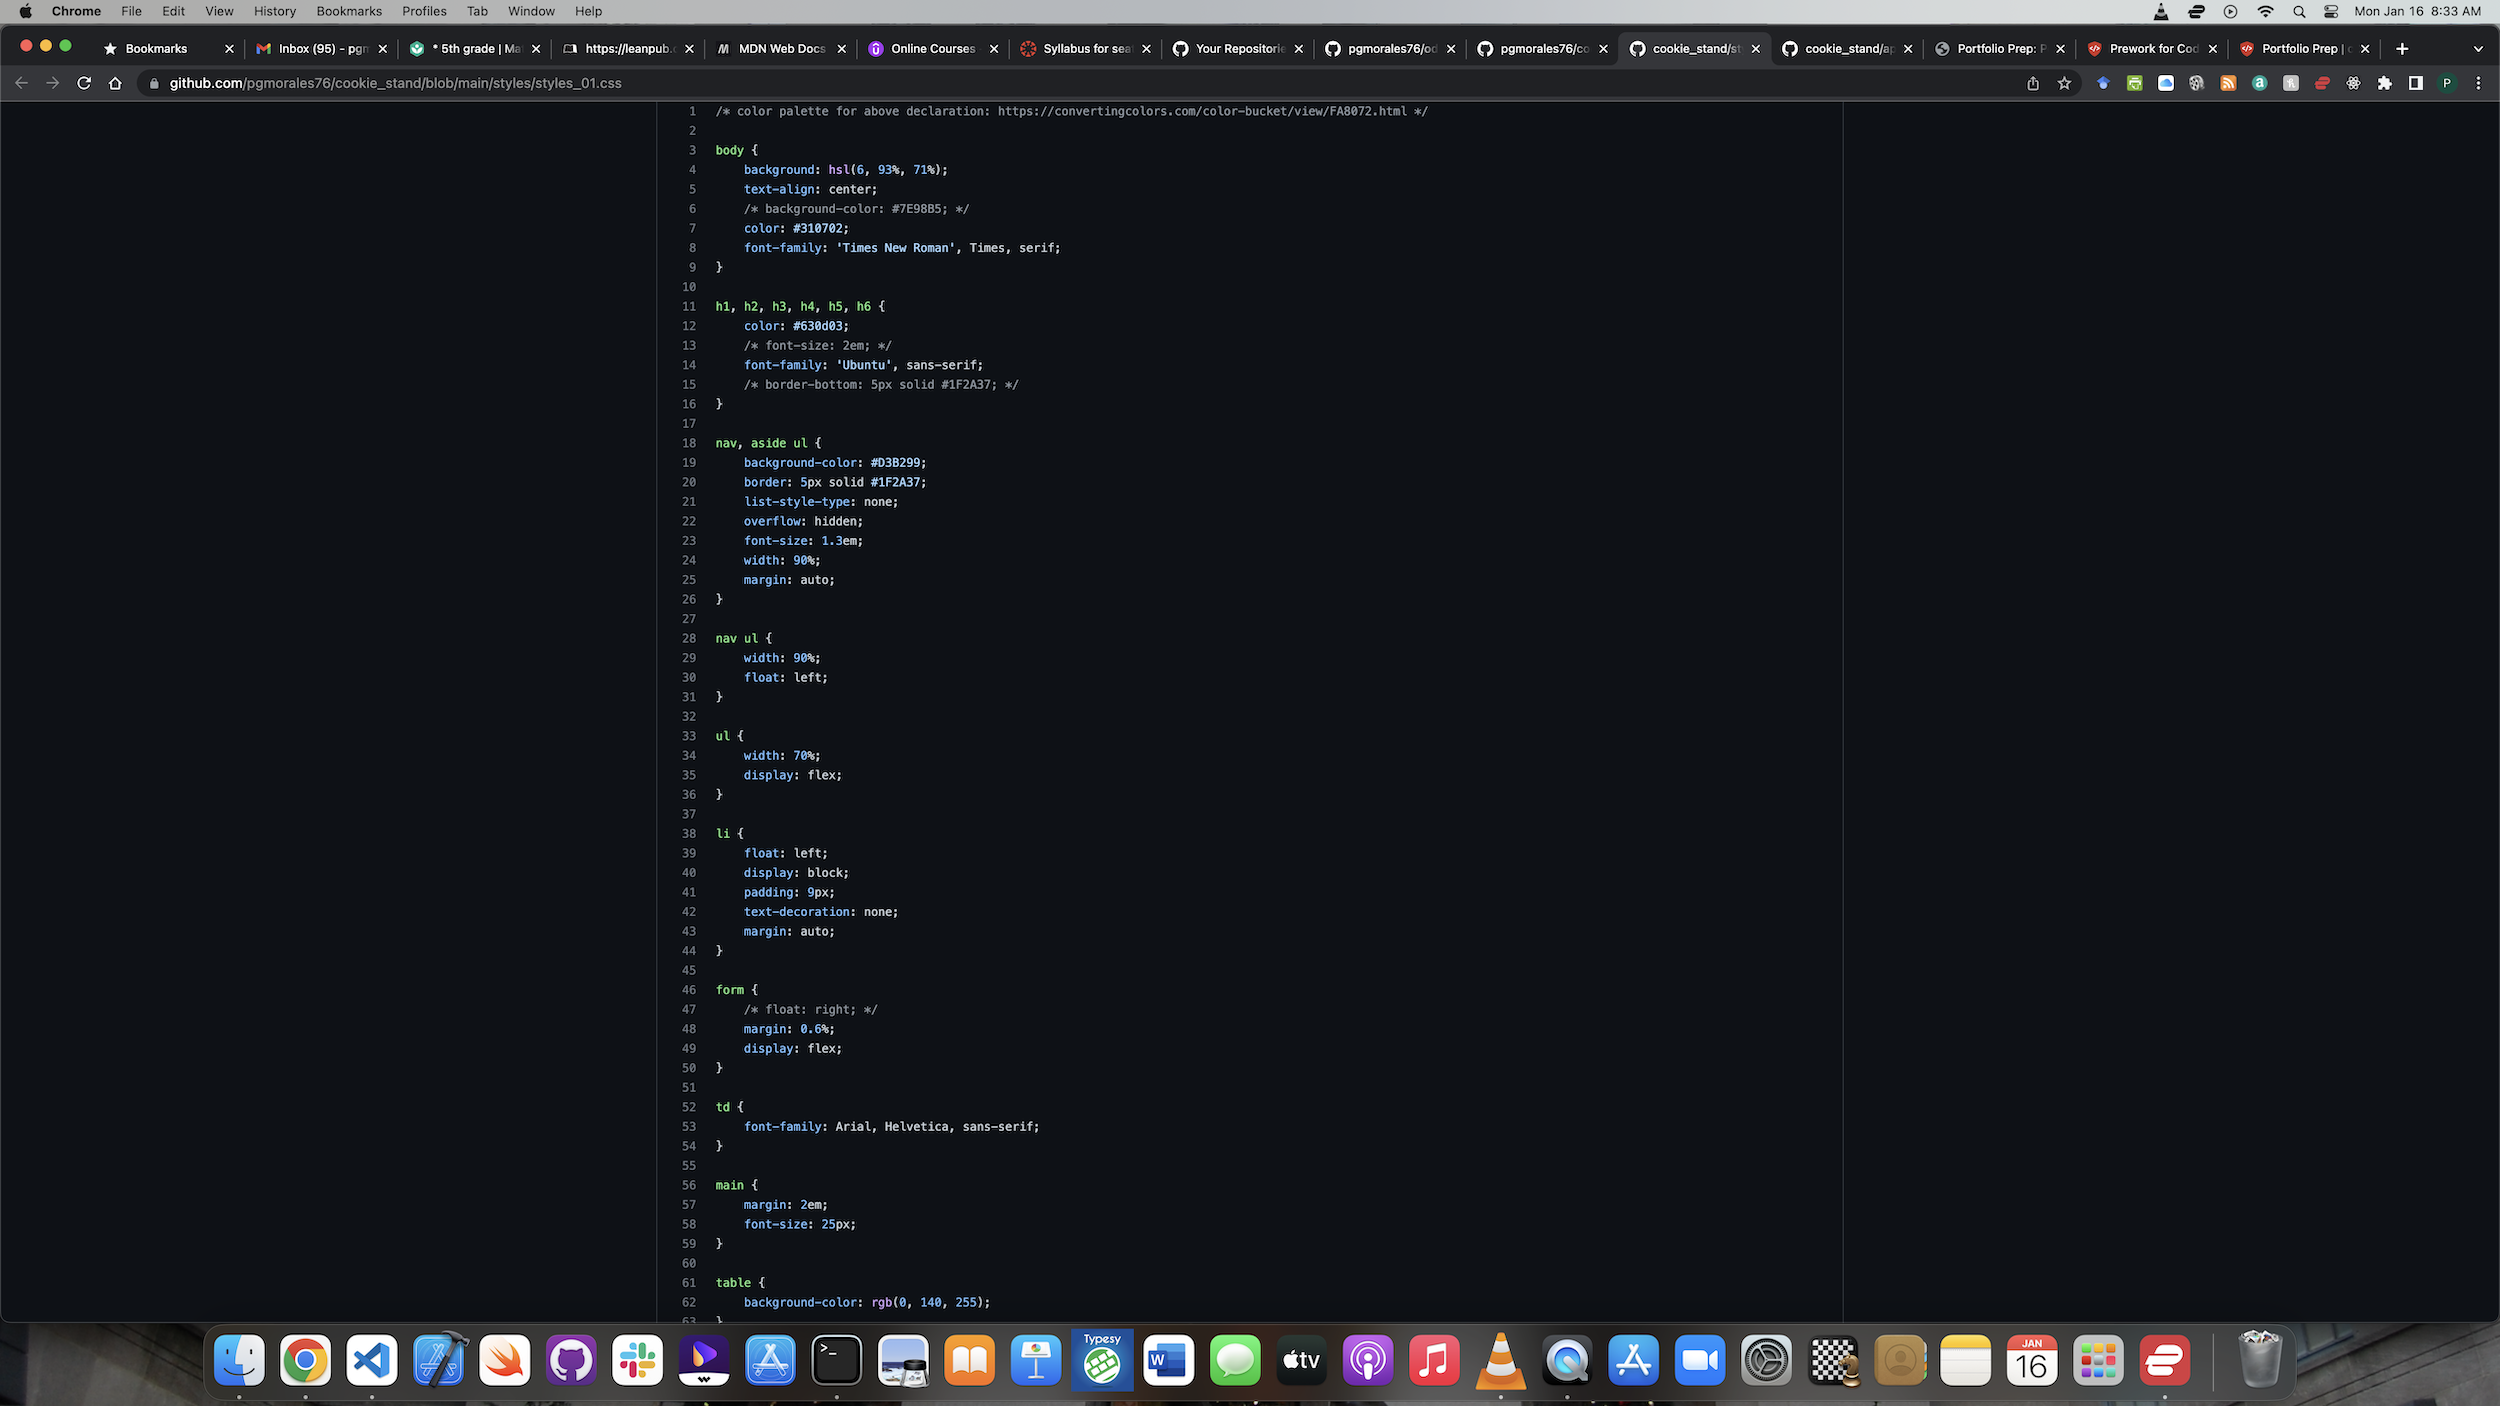 Chrome File Edit View History Bookmarks Profiles Tab Window Help Mon Jan 16 8:33 AM
Bookmarks Inbox (95) - pgm * 5th grade | Ma https://leanpub.c MDN Web Docs Online Courses Syllabus for sea Your Repositorie pgmorales76/od pgmorales76/co cookie_stand/st cookie_stand/ap Portfolio Prep: P Prework for Cod Portfolio Prep | c
github.com/pgmorales76/cookie_stand/blob/main/styles/styles_01.css P
1 /* color palette for above declaration: https://convertingcolors.com/color-bucket/view/FA8072.html */
2
3 body {
4 background: hsl(6, 93%, 71%);
5 text-align: center;
6 /* background-color: #7E98B5; */
7 color: #310702;
8 font-family: 'Times New Roman', Times, serif;
9 }
10
11 h1, h2, h3, h4, h5, h6 {
12 color: #630d03;
13 /* font-size: 2em; */
14 font-family: 'Ubuntu', sans-serif;
15 /* border-bottom: 5px solid #1F2A37; */
16 }
17
18 nav, aside ul {
19 background-color: #D3B299;
20 border: 5px solid #1F2A37;
21 list-style-type: none;
22 overflow: hidden;
23 font-size: 1.3em;
24 width: 90%;
25 margin: auto;
26 }
27
28 nav ul {
29 width: 90%;
30 float: left;
31 }
32
33 ul {
34 width: 70%;
35 display: flex;
36 }
37
38 li {
39 float: left;
40 display: block;
41 padding: 9px;
42 text-decoration: none;
43 margin: auto;
44 }
45
46 form {
47 /* float: right; */
48 margin: 0.6%;
49 display: flex;
50 }
51
52 td {
53 font-family: Arial, Helvetica, sans-serif;
54 }
55
56 main {
57 margin: 2em;
58 font-size: 25px;
59 }
60
61 table {
62 background-color: rgb(0, 140, 255);
63 }
Typesy
W
tv
JAN
16